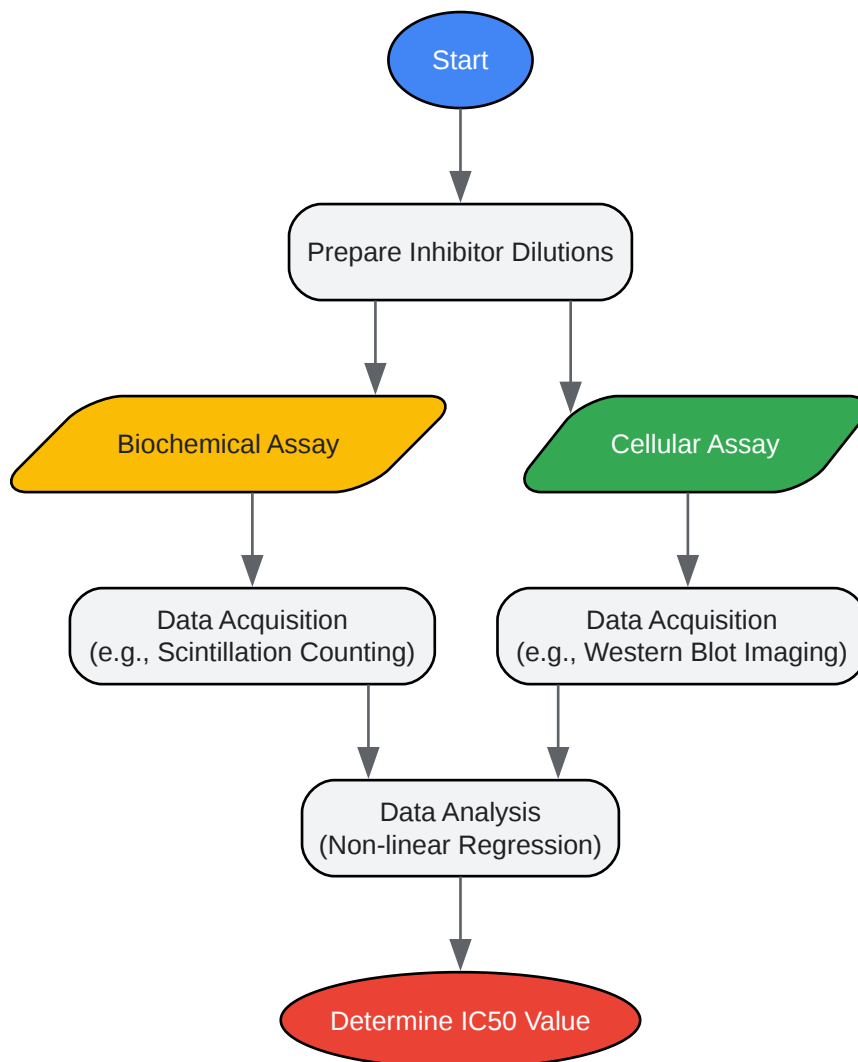 Start
Prepare Inhibitor Dilutions
Biochemical Assay
Cellular Assay
Data Acquisition
(e.g., Scintillation Counting)
Data Acquisition
(e.g., Western Blot Imaging)
Data Analysis
(Non-linear Regression)
Determine IC50 Value